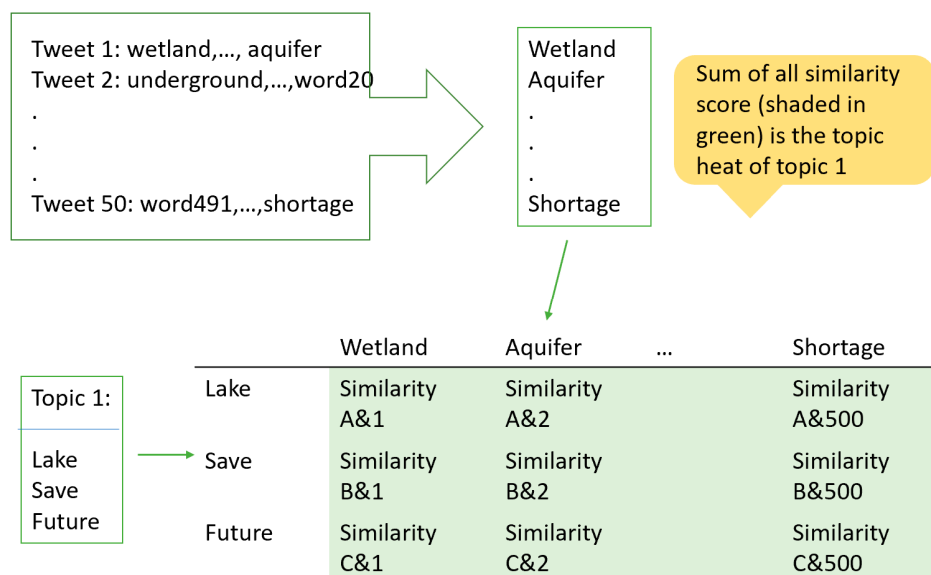 Tweet 1: wetland,..., aquifer
Tweet 2: underground,...,word20
.
.
.
Tweet 50: word491,...,shortage
Wetland
Aquifer
.
.
.
Shortage
Sum of all similarity
score (shaded in
green) is the topic
heat of topic 1
Topic 1:
Lake
Save
Future
Wetland Aquifer ... Shortage
Lake Similarity Similarity Similarity
A&1 A&2 A&500
Save Similarity Similarity Similarity
B&1 B&2 B&500
Future Similarity Similarity Similarity
C&1 C&2 C&500